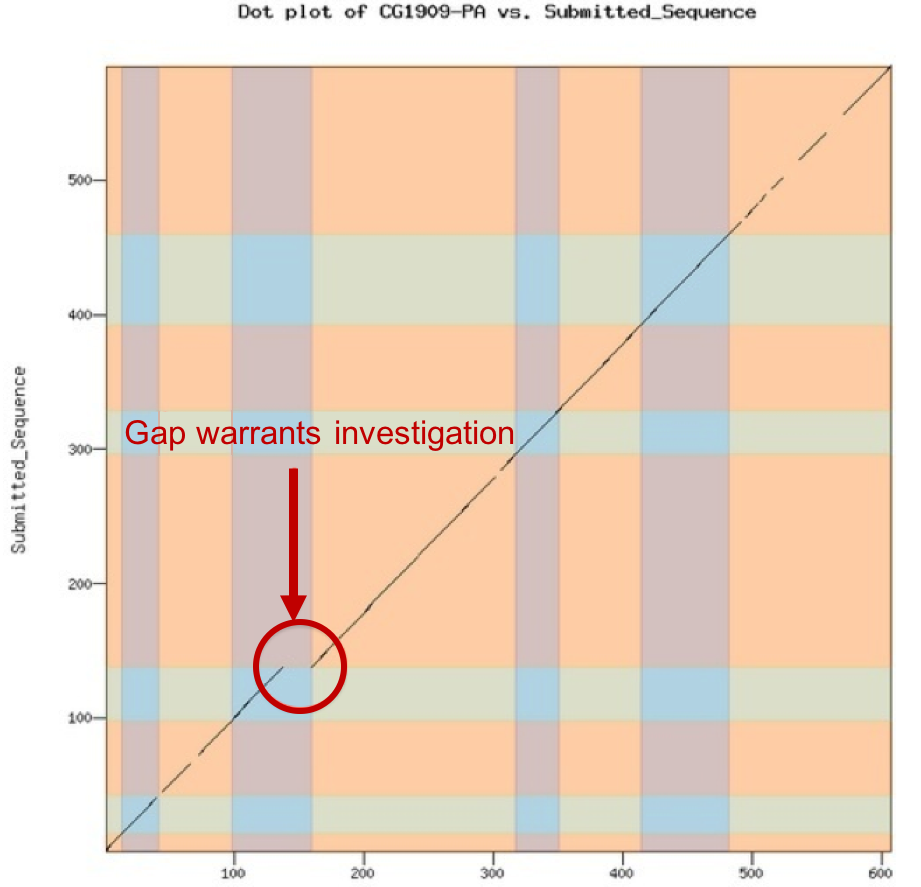 Dot plot of CG1909-PA vs. Submitted_Sequence
500
400
Gap warrants investigation
300
Submitted_Sequence
200
100
100 200 300 400 500 600